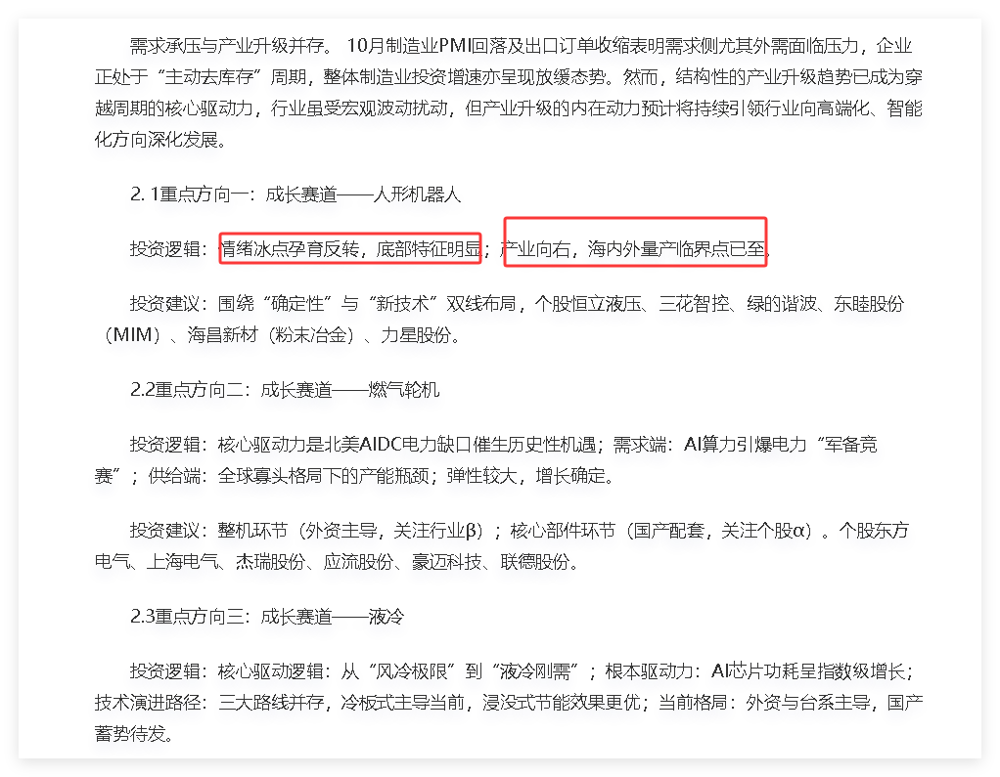 需求承压与产业升级并存。 10月制造业PMI回落及出口订单收缩表明需求侧尤其外需面临压力，企业
正处于“主动去库存”周期，整体制造业投资增速亦呈现放缓态势。然而，结构性的产业升级趋势已成为穿
越周期的核心驱动力，行业虽受宏观波动扰动，但产业升级的内在动力预计将持续引领行业向高端化、智能
化方向深化发展。
2. 1重点方向一：成长赛道——人形机器人
投资逻辑：情绪冰点孕育反转，底部特征明显；产业向右，海内外量产临界点已至。
投资建议：围绕“确定性”与“新技术”双线布局，个股恒立液压、三花智控、绿的谐波、东睦股份
（MIM）、海昌新材（粉末冶金）、力星股份。
2.2重点方向二：成长赛道——燃气轮机
投资逻辑：核心驱动力是北美AIDC电力缺口催生历史性机遇；需求端：AI算力引爆电力“军备竞
赛”；供给端：全球寡头格局下的产能瓶颈；弹性较大，增长确定。
投资建议：整机环节（外资主导，关注行业β）；核心部件环节（国产配套，关注个股α）。个股东方
电气、上海电气、杰瑞股份、应流股份、豪迈科技、联德股份。
2.3重点方向三：成长赛道——液冷
投资逻辑：核心驱动逻辑：从“风冷极限”到“液冷刚需”；根本驱动力：AI芯片功耗呈指数级增长；
技术演进路径：三大路线并存，冷板式主导当前，浸没式节能效果更优；当前格局：外资与台系主导，国产
蓄势待发。